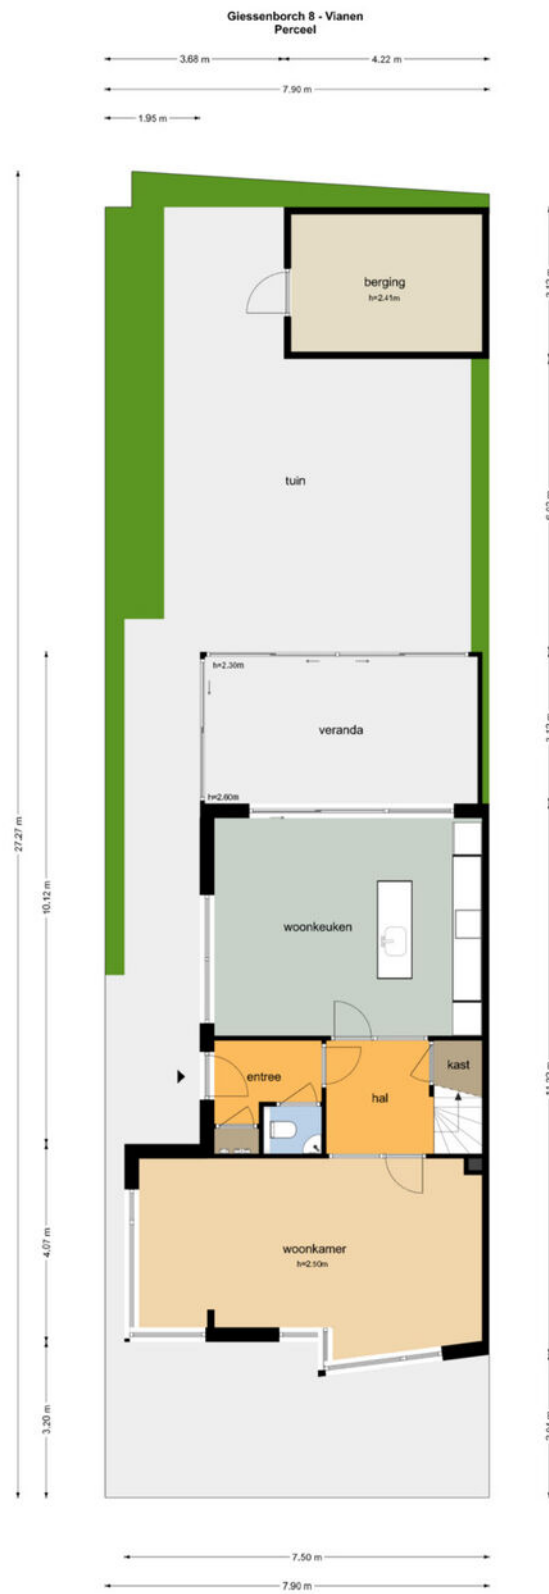 Giessenborch 8 - Vianen
Perceel
3.68 m
4.22 m
7.90 m
1.95 m
berging
h=2.41m
tuin
h=2.30m
veranda
h=2.60m
27.27 m
10.12 m
woonkeuken
entree
kast
hal
woonkamer
h=2.50m
4.07 m
3.20 m
7.50 m
7.90 m